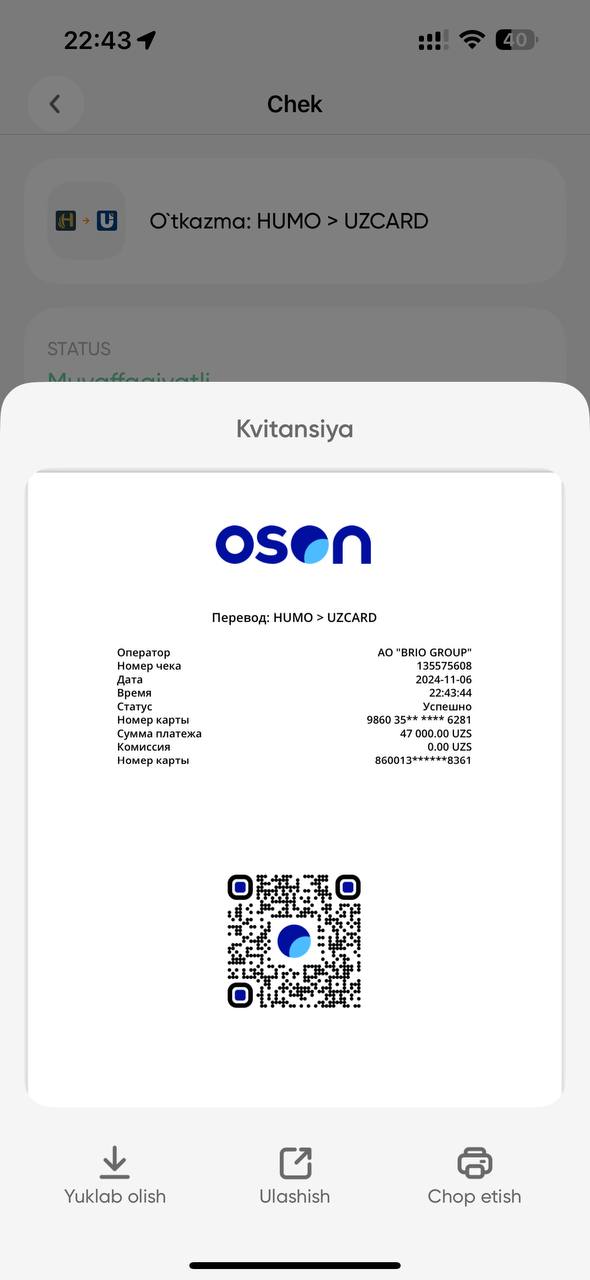 22:43
40
Chek
O`tkazma: HUMO > UZCARD
STATUS
Muvaffaqiyatli
Kvitansiya
oson
Перевод: HUMO > UZCARD
Оператор АО "BRIO GROUP"
Номер чека 135575608
Дата 2024-11-06
Время 22:43:44
Статус Успешно
Номер карты 9860 35** **** 6281
Сумма платежа 47 000.00 UZS
Комиссия 0.00 UZS
Номер карты 860013******8361
Yuklab olish Ulashish Chop etish